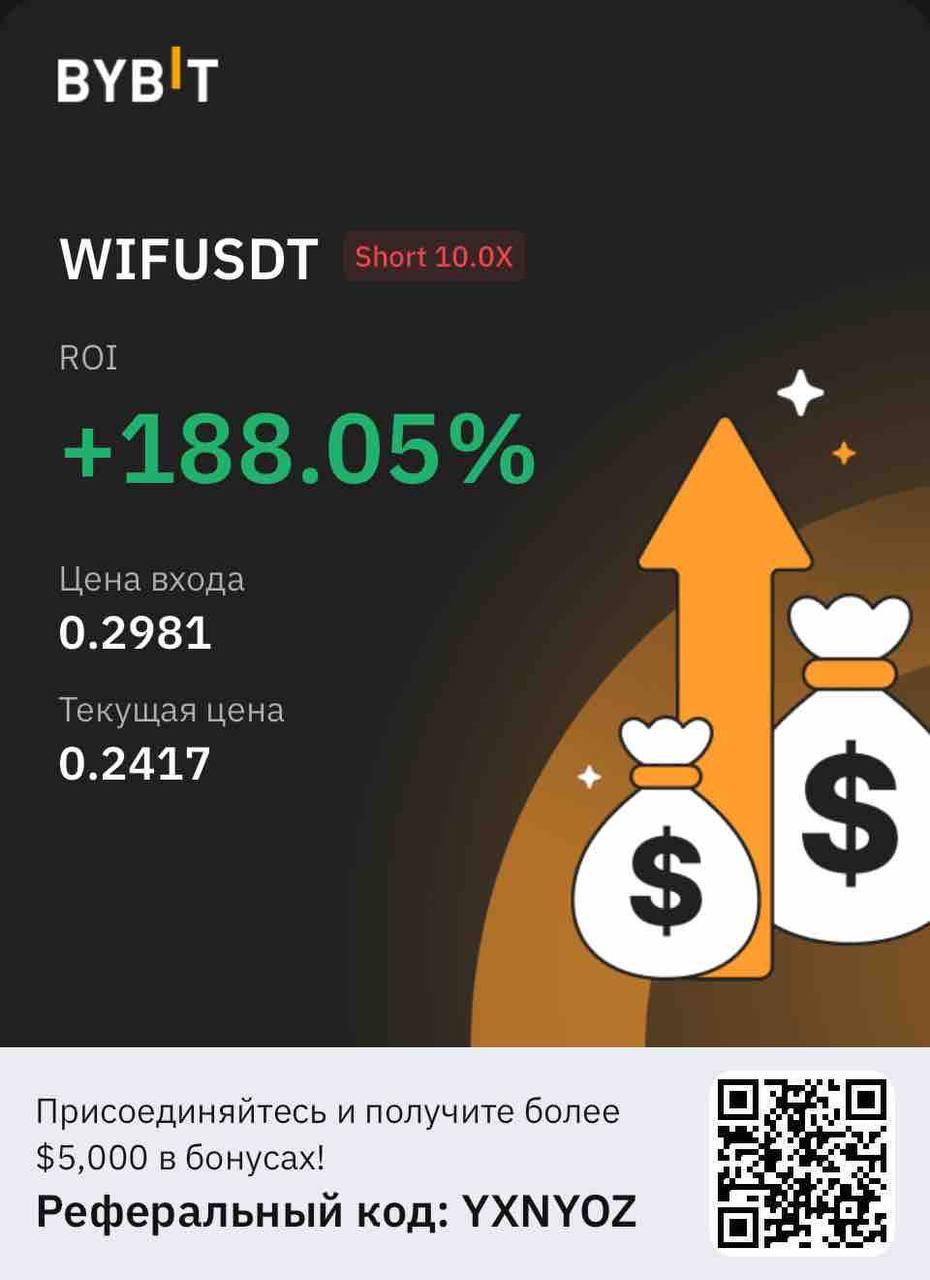 BYBIT
WIFUSDT Short 10.0X
ROI
+188.05%
Цена входа
0.2981
Текущая цена
0.2417
$
$
Присоединяйтесь и получите более
$5,000 в бонусах!
Реферальный код: YXNYOZ